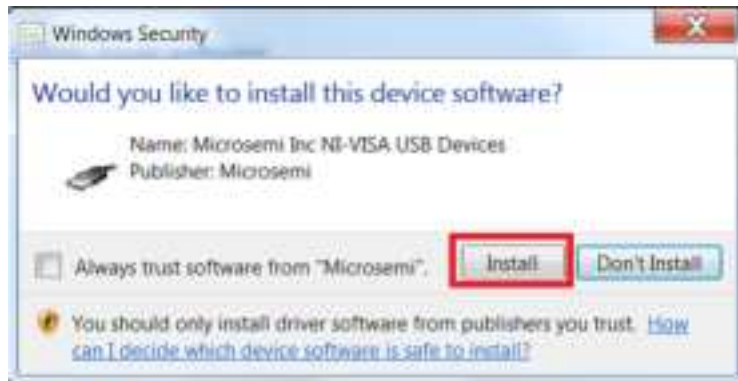 Windows Security
Would you like to install this device software?
Name: Microsemi Inc NI-VISA USB Devices
Publisher: Microsemi
Always trust software from "Microsemi".
Install
Don't Install
You should only install driver software from publishers you trust. How
can I decide which device software is safe to install?